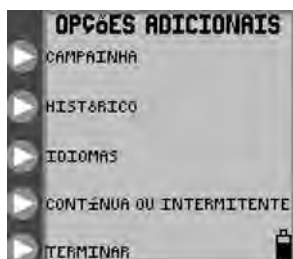 OPÇÕES ADICIONAIS
CAMPAINHA
HISTÓRICO
IDIOMAS
CONTÍNUA OU INTERMITENTE
TERMINAR